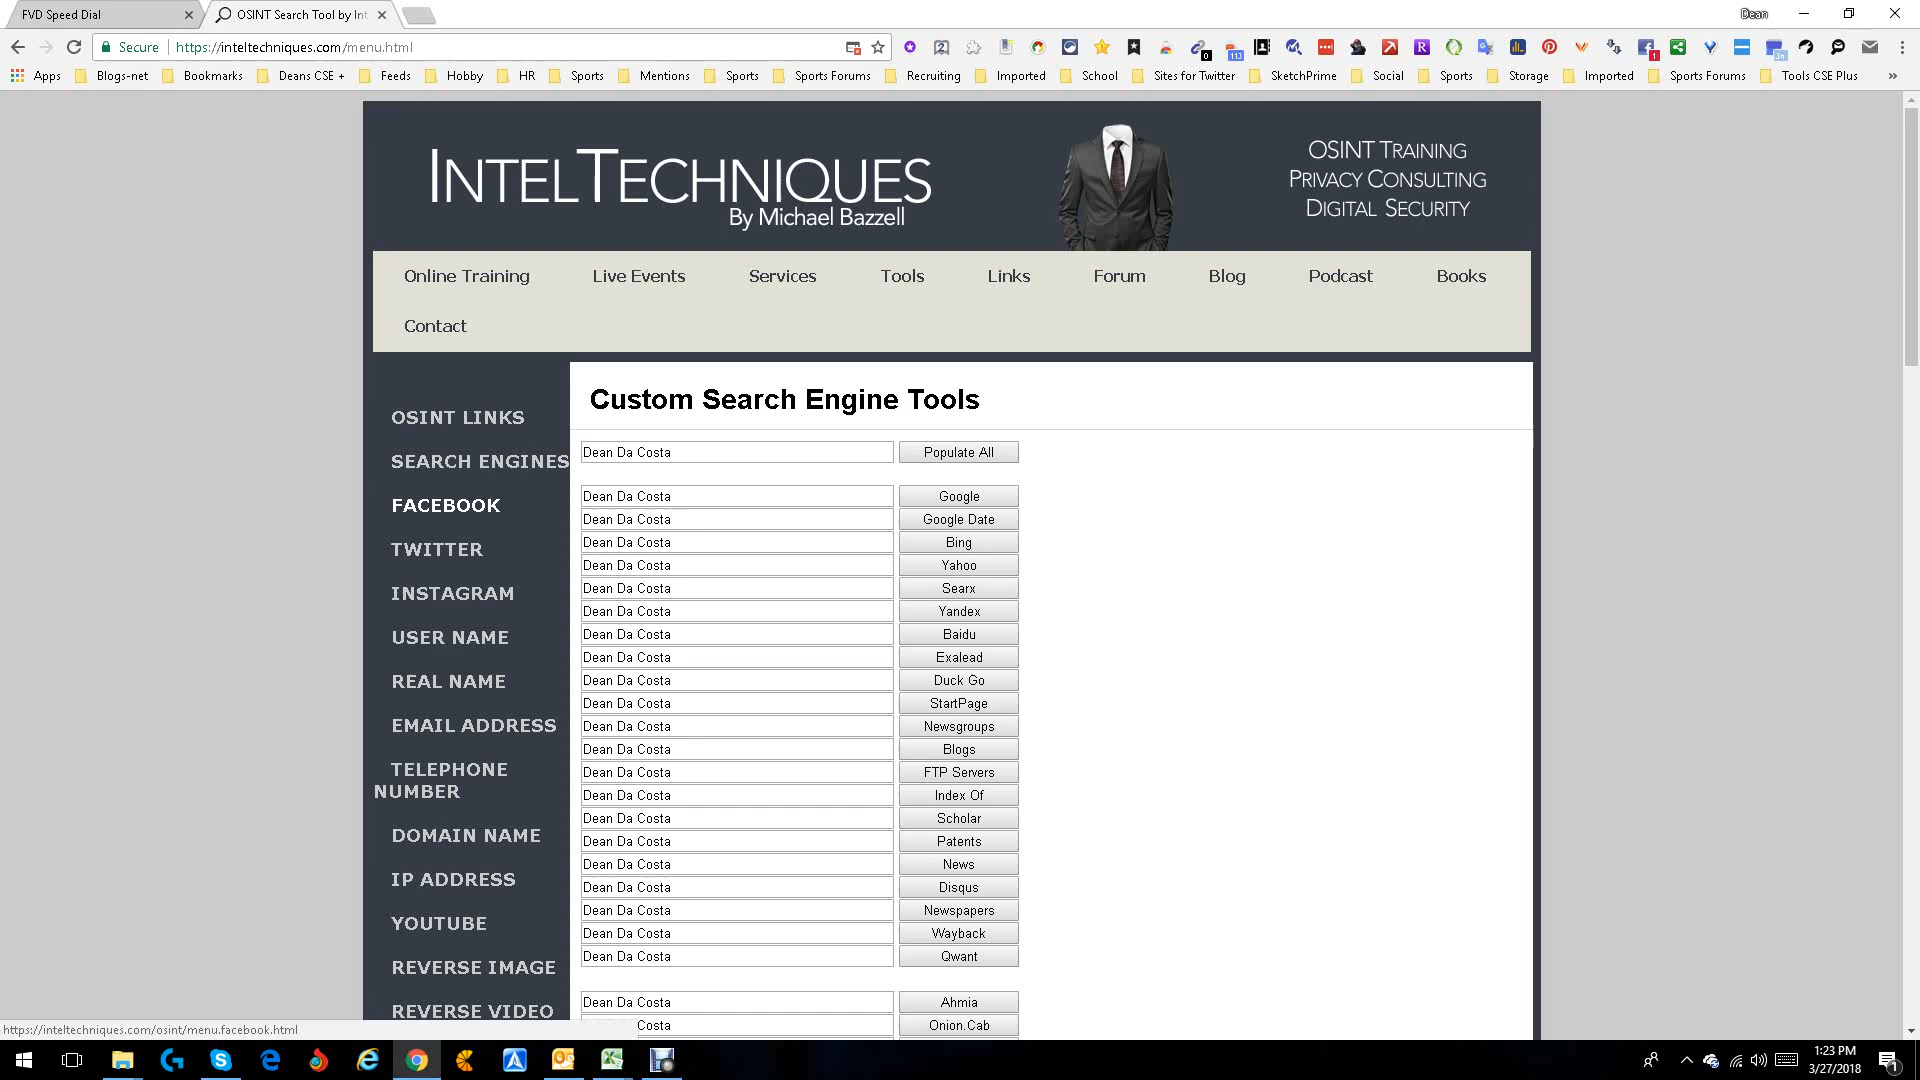 FVD Speed Dial
OSINT Search Tool by Int
Dean
Secure
https://inteltechniques.com/menu.html
Apps Blogs-net Bookmarks Deans CSE + Feeds Hobby HR Sports Mentions Sports Sports Forums Recruiting Imported School Sites for Twitter SketchPrime Social Sports Storage Imported Sports Forums Tools CSE Plus »
INTELTECHNIQUES
By Michael Bazzell
OSINT TRAINING
PRIVACY CONSULTING
DIGITAL SECURITY
Online Training Live Events Services Tools Links Forum Blog Podcast Books
Contact
OSINT LINKS
SEARCH ENGINES
FACEBOOK
TWITTER
INSTAGRAM
USER NAME
REAL NAME
EMAIL ADDRESS
TELEPHONE
NUMBER
DOMAIN NAME
IP ADDRESS
YOUTUBE
REVERSE IMAGE
REVERSE VIDEO
Custom Search Engine Tools
Dean Da Costa Populate All
Dean Da Costa Google
Dean Da Costa Google Date
Dean Da Costa Bing
Dean Da Costa Yahoo
Dean Da Costa Searx
Dean Da Costa Yandex
Dean Da Costa Baidu
Dean Da Costa Exalead
Dean Da Costa Duck Go
Dean Da Costa StartPage
Dean Da Costa Newsgroups
Dean Da Costa Blogs
Dean Da Costa FTP Servers
Dean Da Costa Index Of
Dean Da Costa Scholar
Dean Da Costa Patents
Dean Da Costa News
Dean Da Costa Disqus
Dean Da Costa Newspapers
Dean Da Costa Wayback
Dean Da Costa Qwant
Dean Da Costa Ahmia
Costa Onion.Cab
https://inteltechniques.com/osint/menu.facebook.html
1:23 PM
3/27/2018